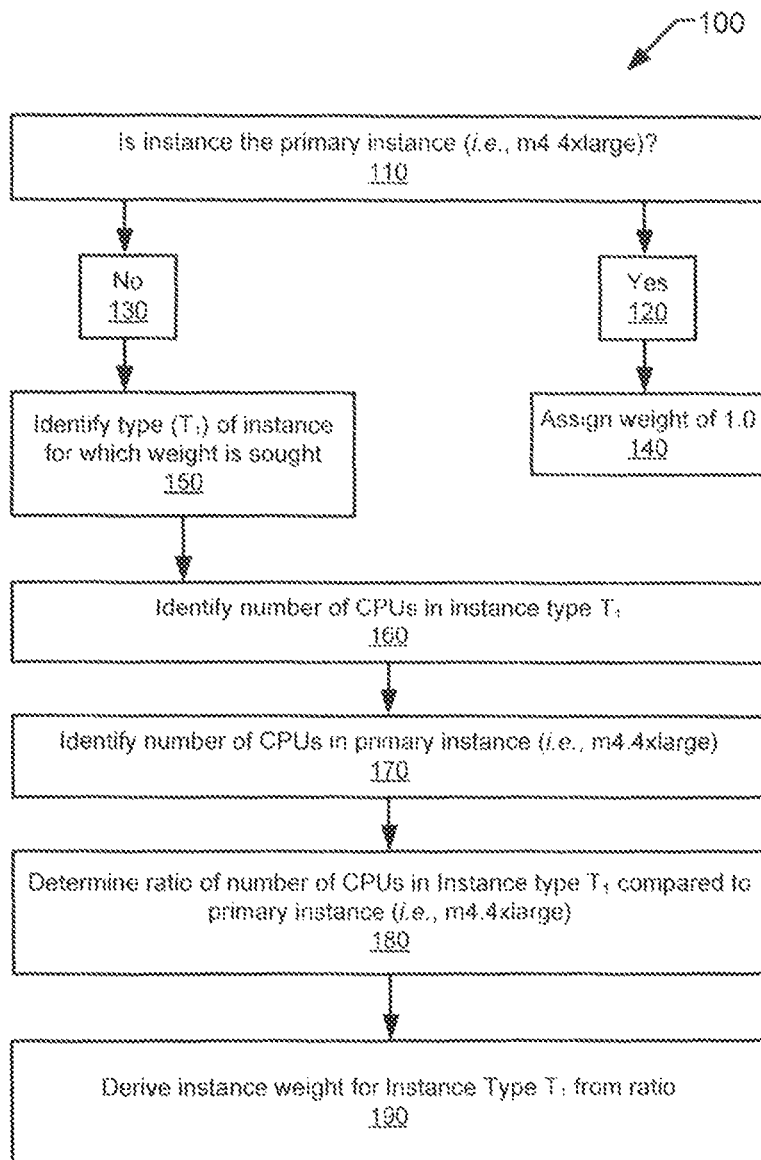 100
Is instance the primary instance (i.e., m4 4xlarge)?
110
No
130
Yes
120
Identify type (T₁) of instance
for which weight is sought
150
Assign weight of 1.0
140
Identify number of CPUs in instance type T₁
160
Identify number of CPUs in primary instance (i.e., m4.4xlarge)
170
Determine ratio of number of CPUs in Instance type T₁ compared to
primary instance (i.e., m4.4xlarge)
180
Derive instance weight for Instance Type T₁ from ratio
190